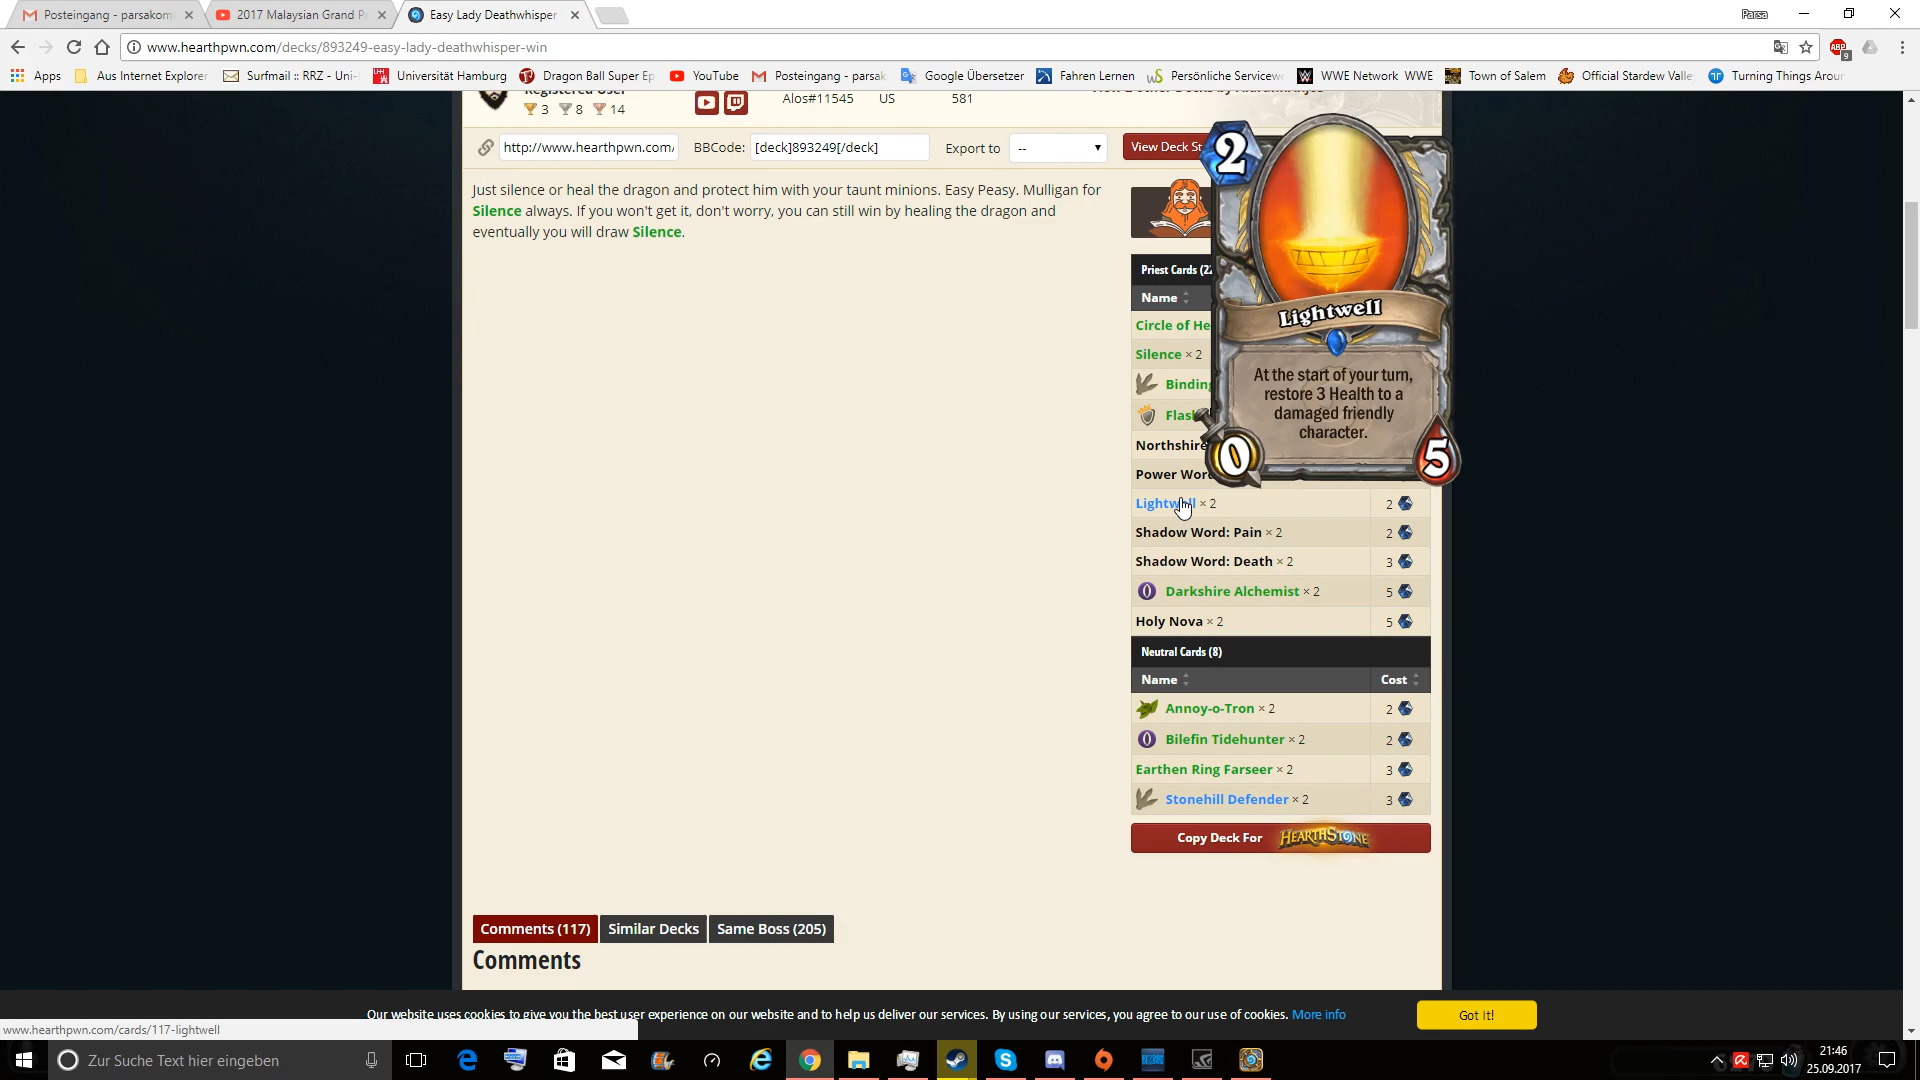 Posteingang - parsakom
2017 Malaysian Grand P
Easy Lady Deathwhisper
Parsa
www.hearthpwn.com/decks/893249-easy-lady-deathwhisper-win
ABP
9
Apps
Aus Internet Explorer
Surfmail :: RRZ - Uni-
Universität Hamburg
Dragon Ball Super Ep
YouTube
Posteingang - parsak
Google Übersetzer
Fahren Lernen
Persönliche Servicew
WWE Network WWE
Town of Salem
Official Stardew Valle
Turning Things Arou
Registered User
3 8 14
Alos#11545
US
581
http://www.hearthpwn.com/
BBCode:
[deck]893249[/deck]
Export to
--
View Deck St
Just silence or heal the dragon and protect him with your taunt minions. Easy Peasy. Mulligan for
Silence always. If you won't get it, don't worry, you can still win by healing the dragon and
eventually you will draw Silence.
2
Lightwell
At the start of your turn,
restore 3 Health to a
damaged friendly
character.
0
5
Priest Cards (22
Name
Circle of He
Silence × 2
Binding
Flash
Northshire
Power Word
Lightwell × 2 2
Shadow Word: Pain × 2 2
Shadow Word: Death × 2 3
Darkshire Alchemist × 2 5
Holy Nova × 2 5
Neutral Cards (8)
Name Cost
Annoy-o-Tron × 2 2
Bilefin Tidehunter × 2 2
Earthen Ring Farseer × 2 3
Stonehill Defender × 2 3
Copy Deck For HEARTHSTONE
Comments (117)
Similar Decks
Same Boss (205)
Comments
Our website uses cookies to give you the best user experience on our website and to help us deliver our services. By using our services, you agree to our use of cookies. More info
Got It!
www.hearthpwn.com/cards/117-lightwell
Zur Suche Text hier eingeben
21:46
25.09.2017